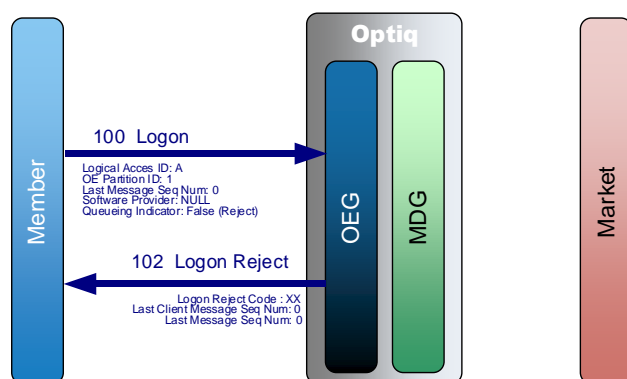 Optiq
100 Logon
Logical Acces ID: A
OE Partition ID: 1
Last Message Seq Num: 0
Software Provider: NULL
Queueing Indicator: False (Reject)
Member
OEG
MDG
Market
102 Logon Reject
Logon Reject Code : XX
Last Client Message Seq Num: 0
Last Message Seq Num: 0